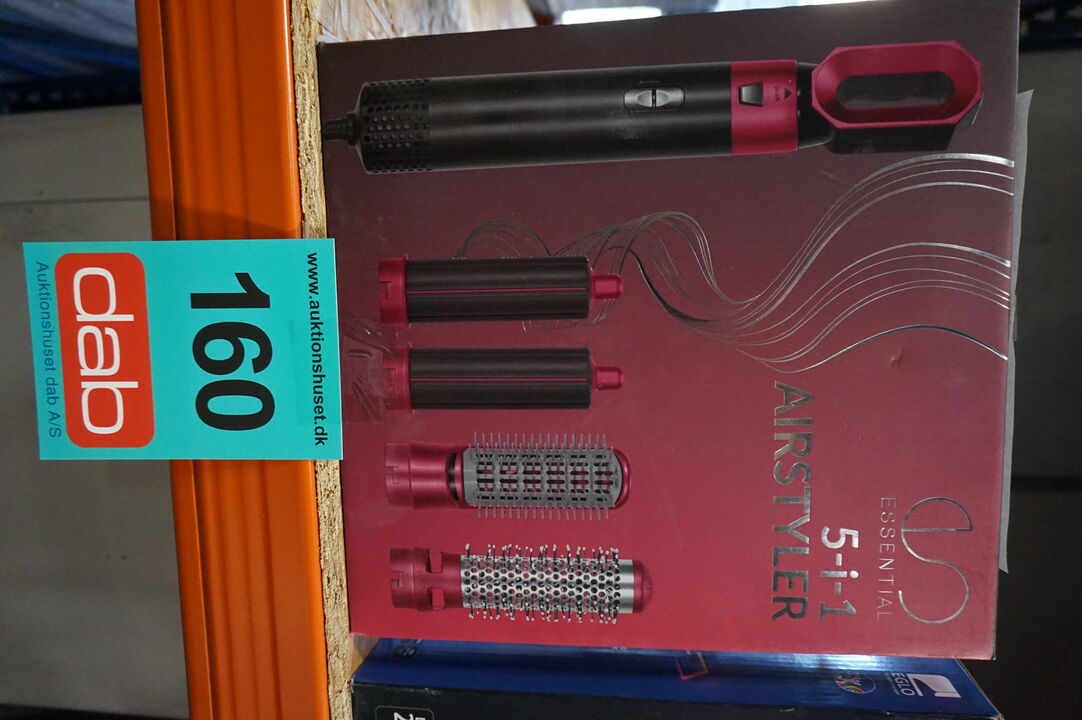 ESSENTIAL
5-i-1
AIRSTYLER
www.auktionshuset.dk
160
dab
Auktionshuset dab A/S
EGLO